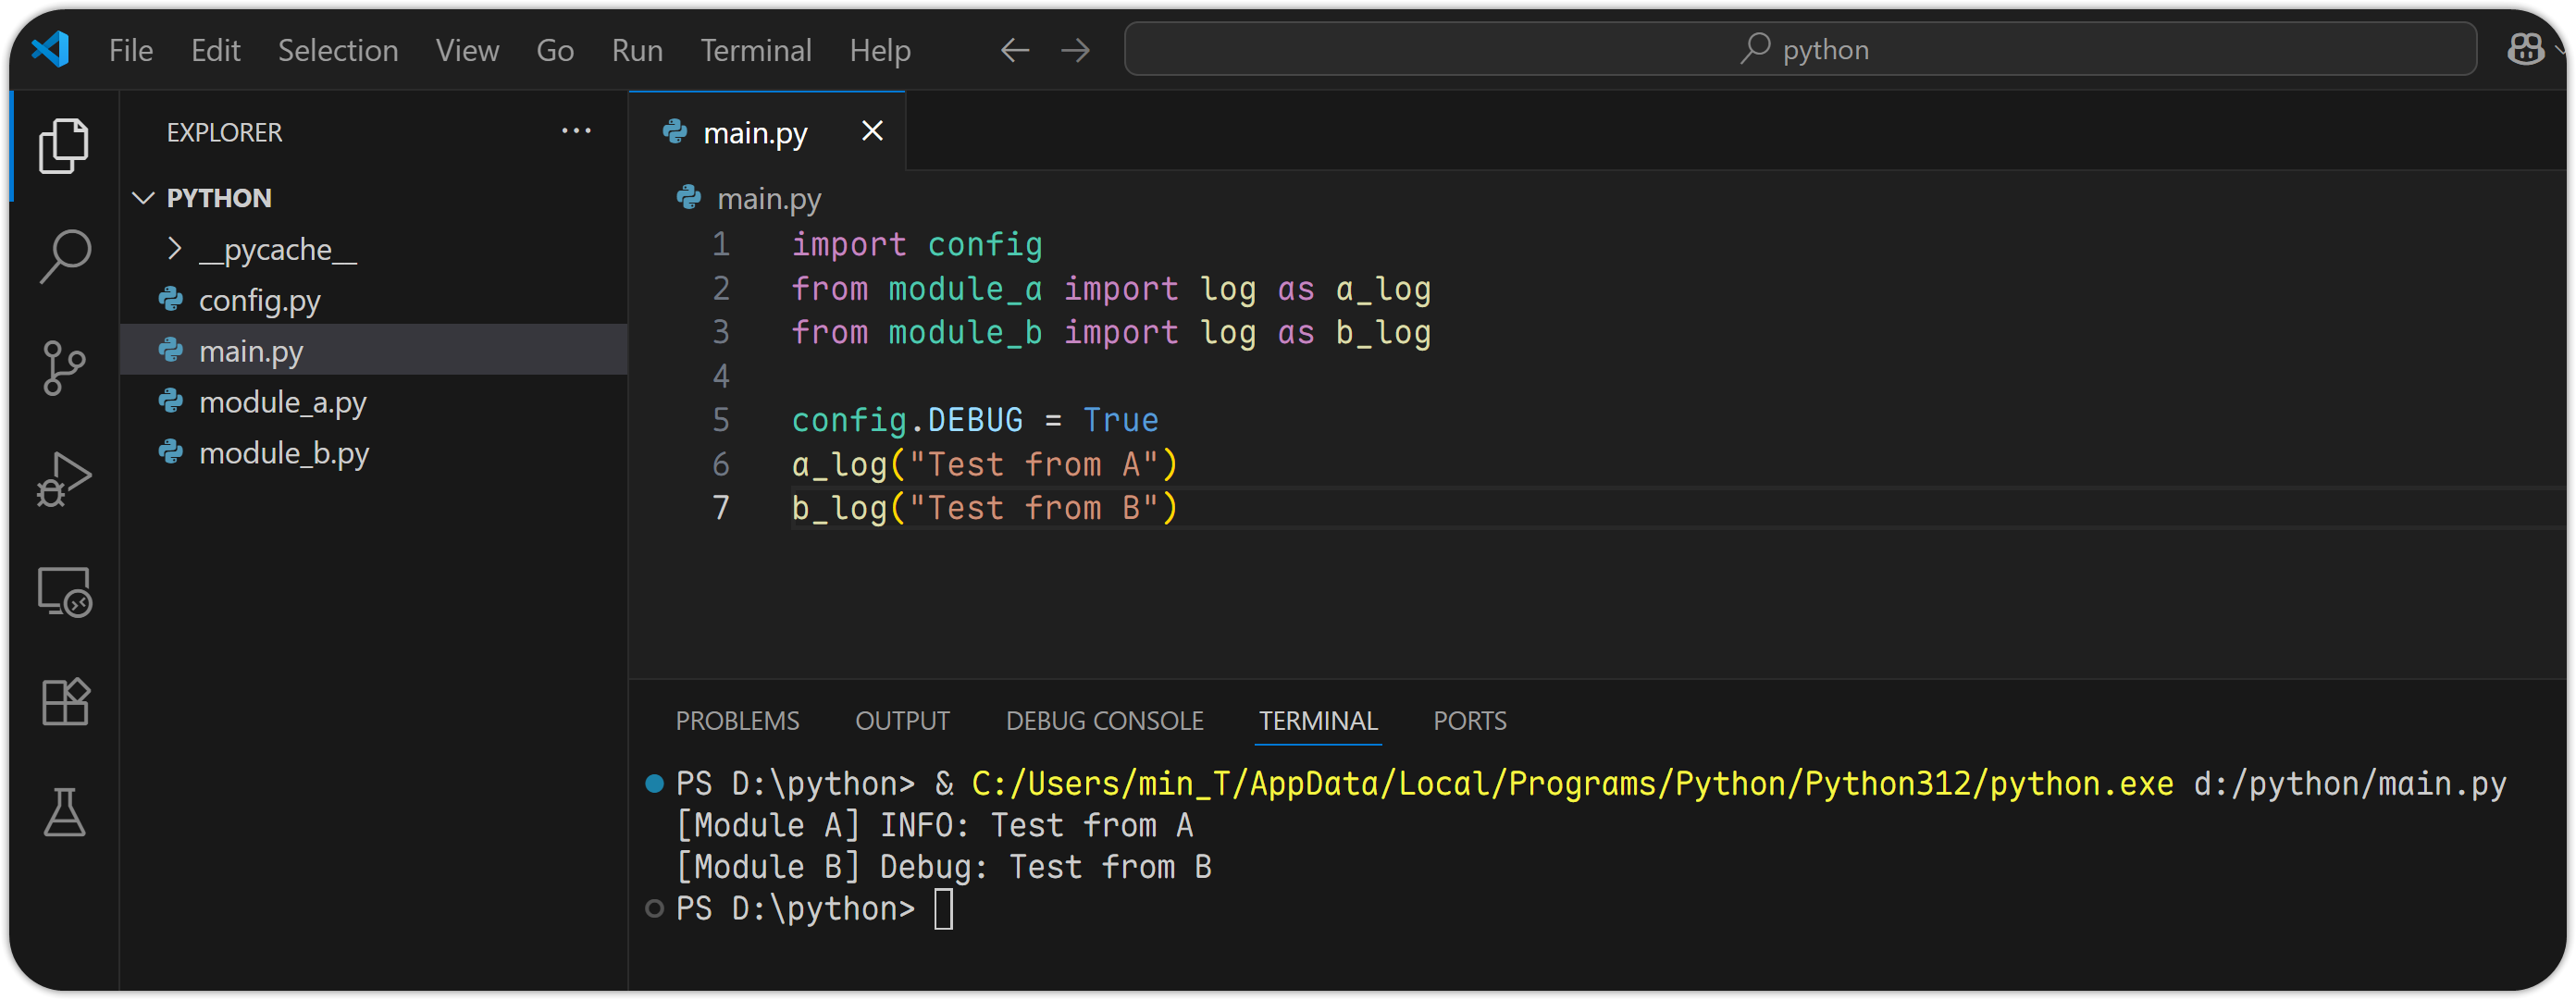 File Edit Selection View Go Run Terminal Help python
EXPLORER ...
PYTHON
__pycache__
config.py
main.py
module_a.py
module_b.py
main.py
main.py
1 import config
2 from module_a import log as a_log
3 from module_b import log as b_log
4
5 config.DEBUG = True
6 a_log("Test from A")
7 b_log("Test from B")
PROBLEMS OUTPUT DEBUG CONSOLE TERMINAL PORTS
PS D:\python> & C:/Users/min_T/AppData/Local/Programs/Python/Python312/python.exe d:/python/main.py
[Module A] INFO: Test from A
[Module B] Debug: Test from B
PS D:\python>